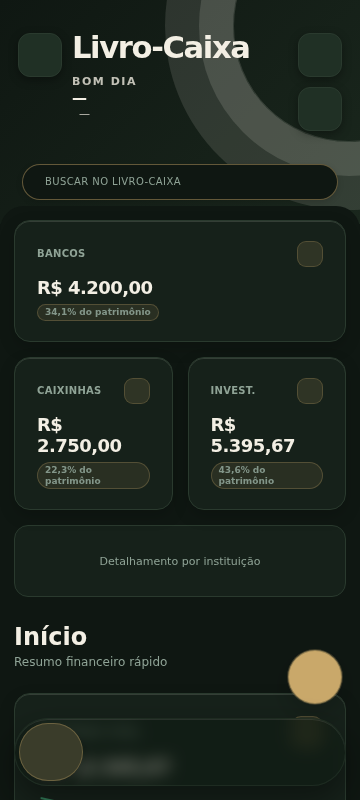 Livro-Caixa
BOM DIA
—
—
BUSCAR NO LIVRO-CAIXA
BANCOS
R$ 4.200,00
34,1% do patrimônio
CAIXINHAS
R$
2.750,00
22,3% do
patrimônio
INVEST.
R$
5.395,67
43,6% do
patrimônio
Detalhamento por instituição
Início
Resumo financeiro rápido